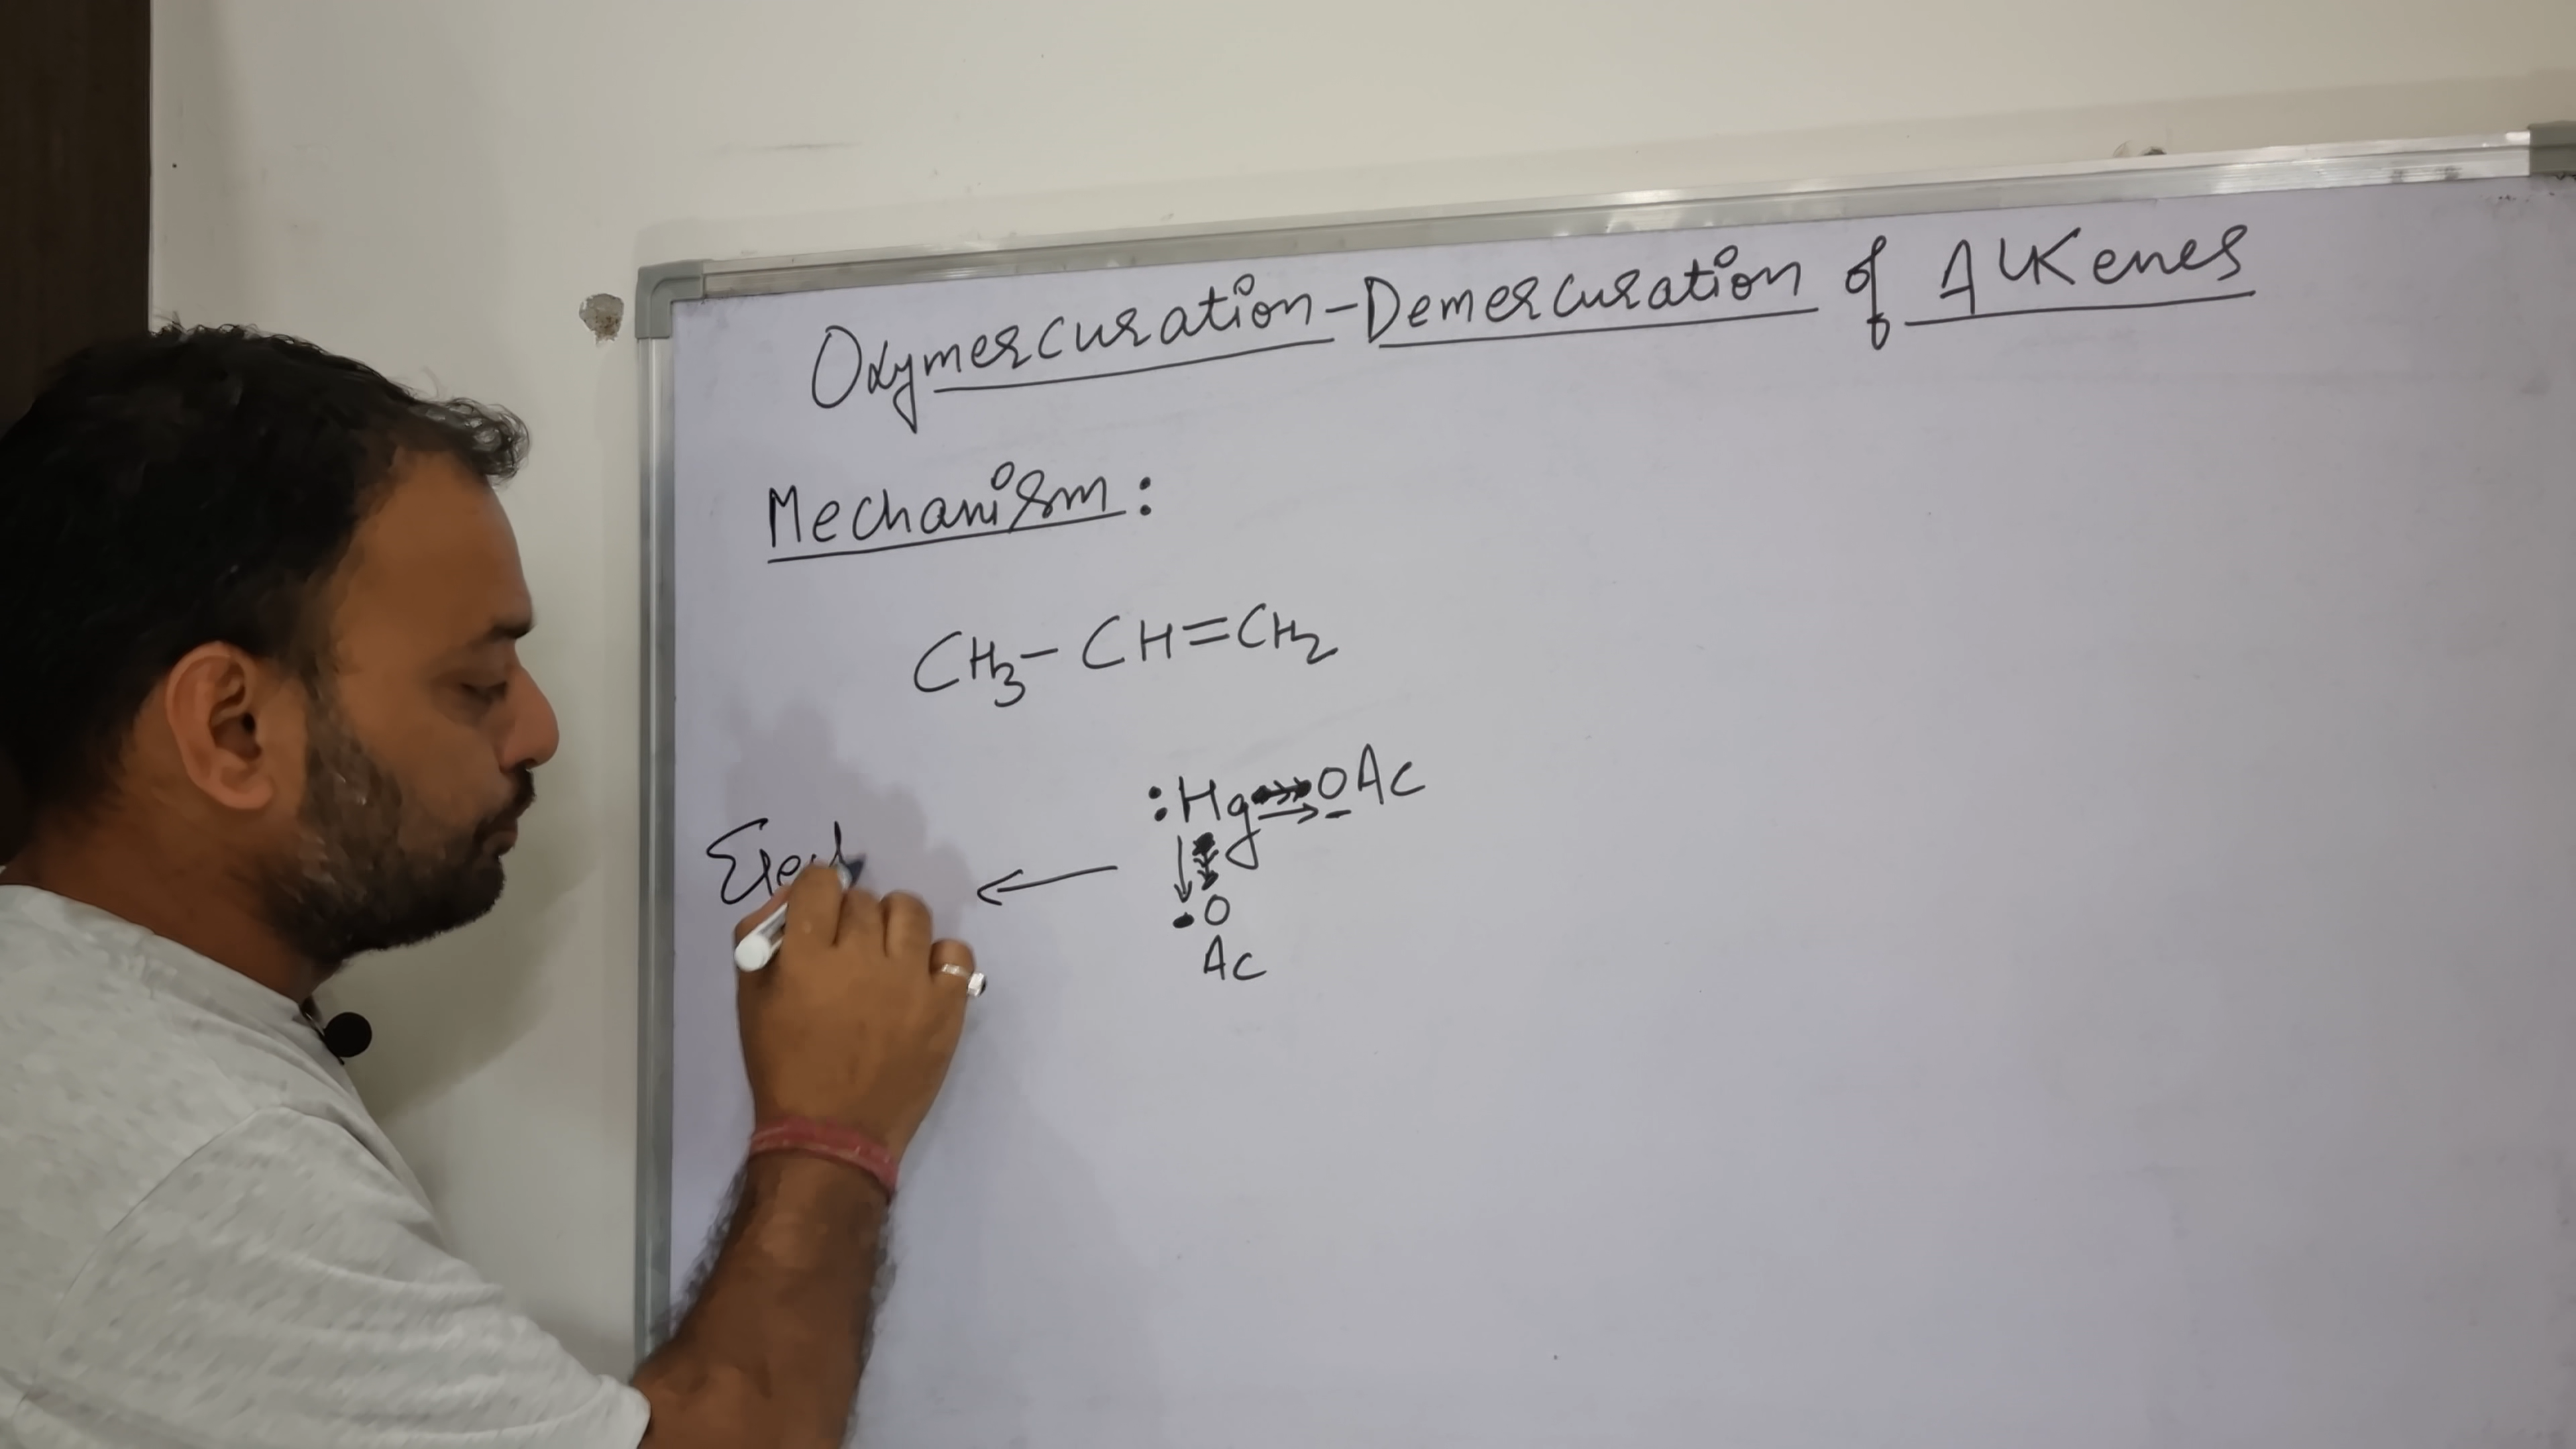 Oxymercuration-Demercuration of Alkenes
Mechanism:
CH3-CH=CH2
:Hg→OAc
O
Ac